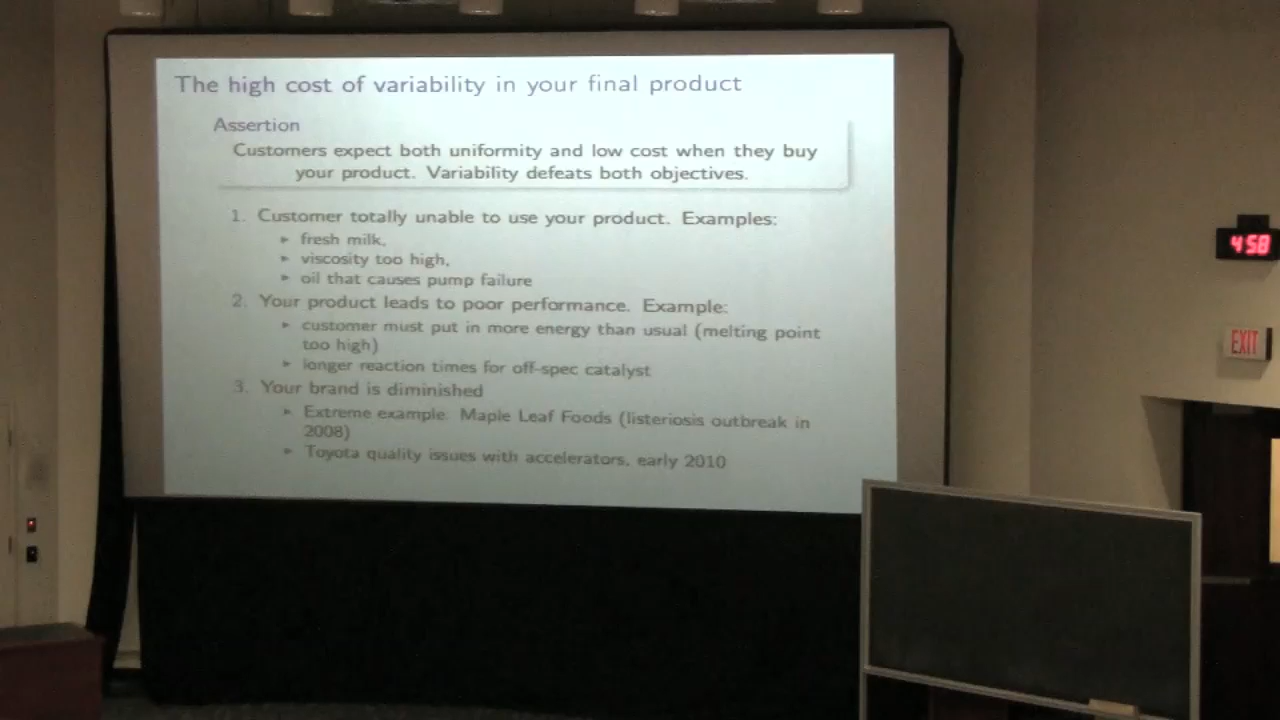 The high cost of variability in your final product
Assertion
Customers expect both uniformity and low cost when they buy
your product. Variability defeats both objectives.
1. Customer totally unable to use your product. Examples:
▶ fresh milk,
▶ viscosity too high,
▶ oil that causes pump failure
2. Your product leads to poor performance. Example:
▶ customer must put in more energy than usual (melting point
too high)
▶ longer reaction times for off-spec catalyst
3. Your brand is diminished
▶ Extreme example: Maple Leaf Foods (listeriosis outbreak in
2008)
▶ Toyota quality issues with accelerators, early 2010
4:58
EXIT